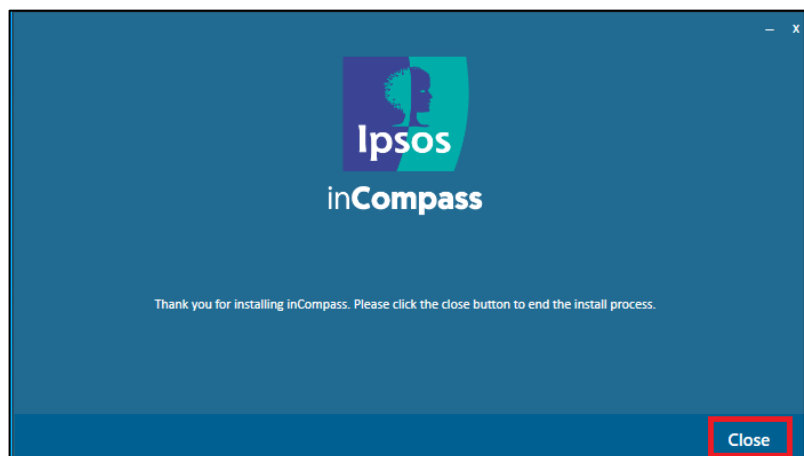 – x
Ipsos
inCompass
Thank you for installing inCompass. Please click the close button to end the install process.
Close